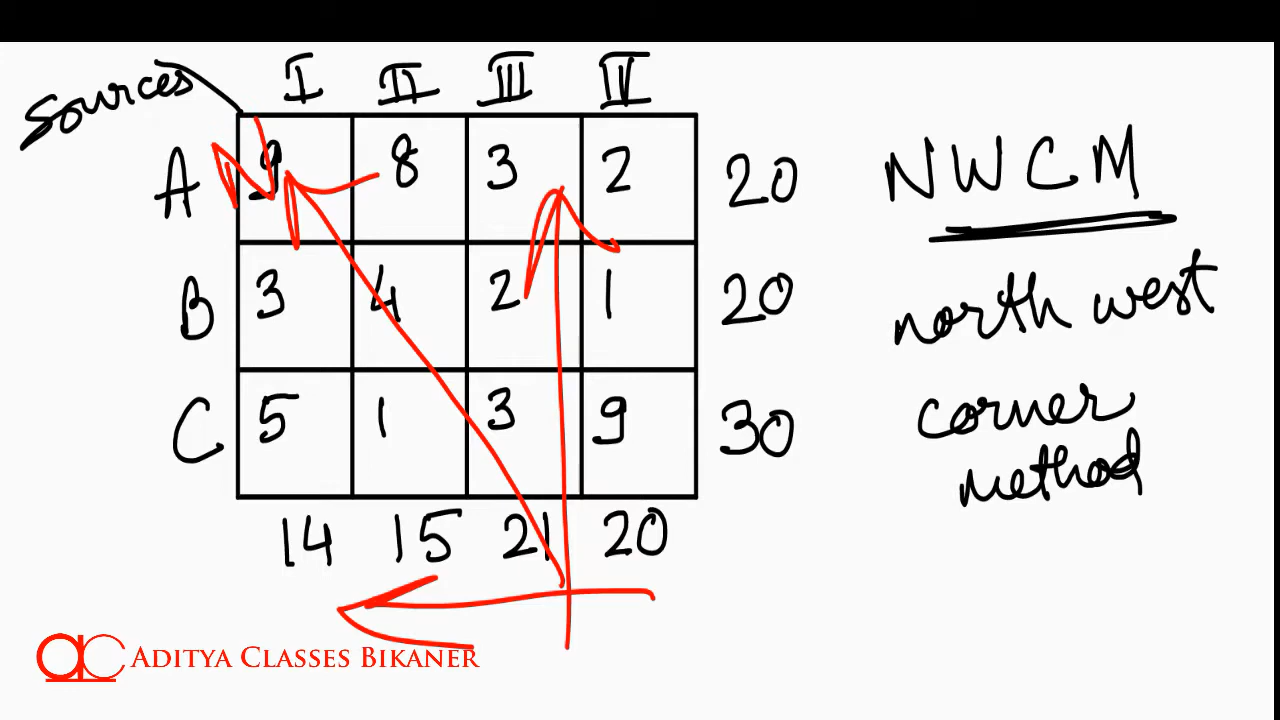 Sources
I II III IV
A 9 8 3 2 20
B 3 4 2 1 20
C 5 1 3 9 30
14 15 21 20
NWCM
north west
corner
method
ac ADITYA CLASSES BIKANER